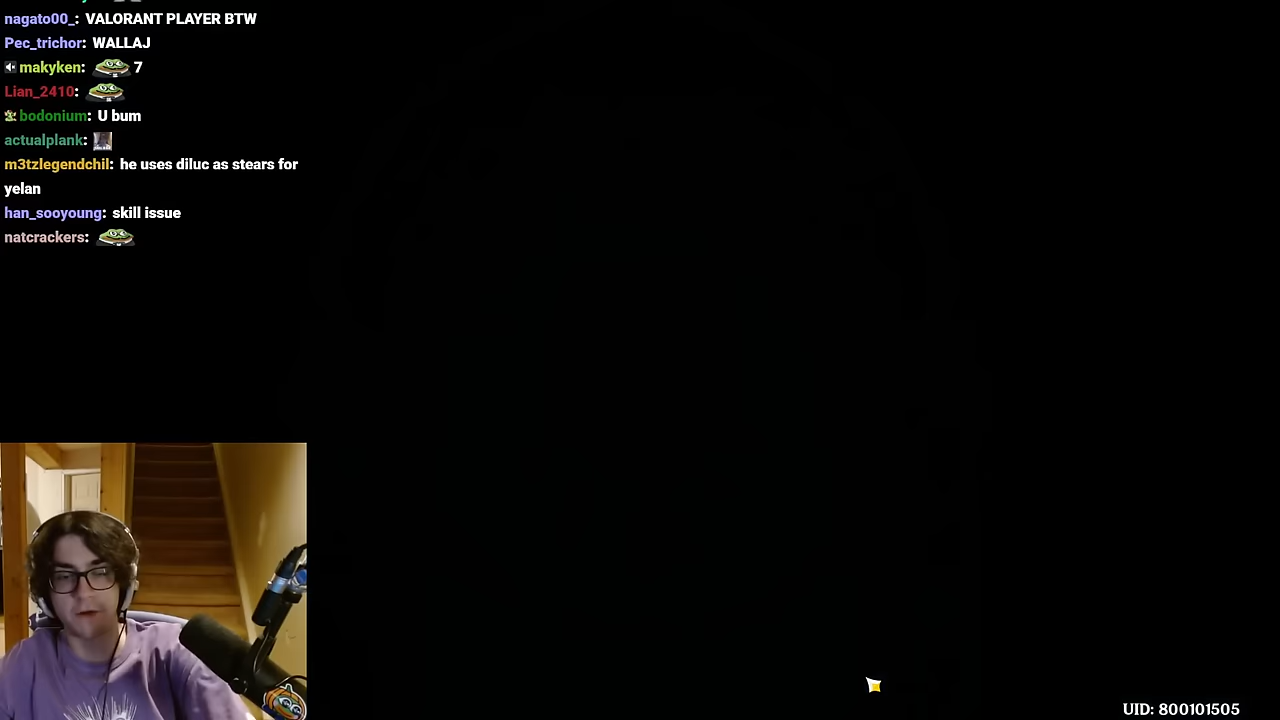 nagato00_: VALORANT PLAYER BTW
Pec_trichor: WALLAJ
makyken: 7
Lian_2410:
bodonium: U bum
actualplank:
m3tzlegendchil: he uses diluc as stears for
yelan
han_sooyoung: skill issue
natcrackers:
UID: 800101505